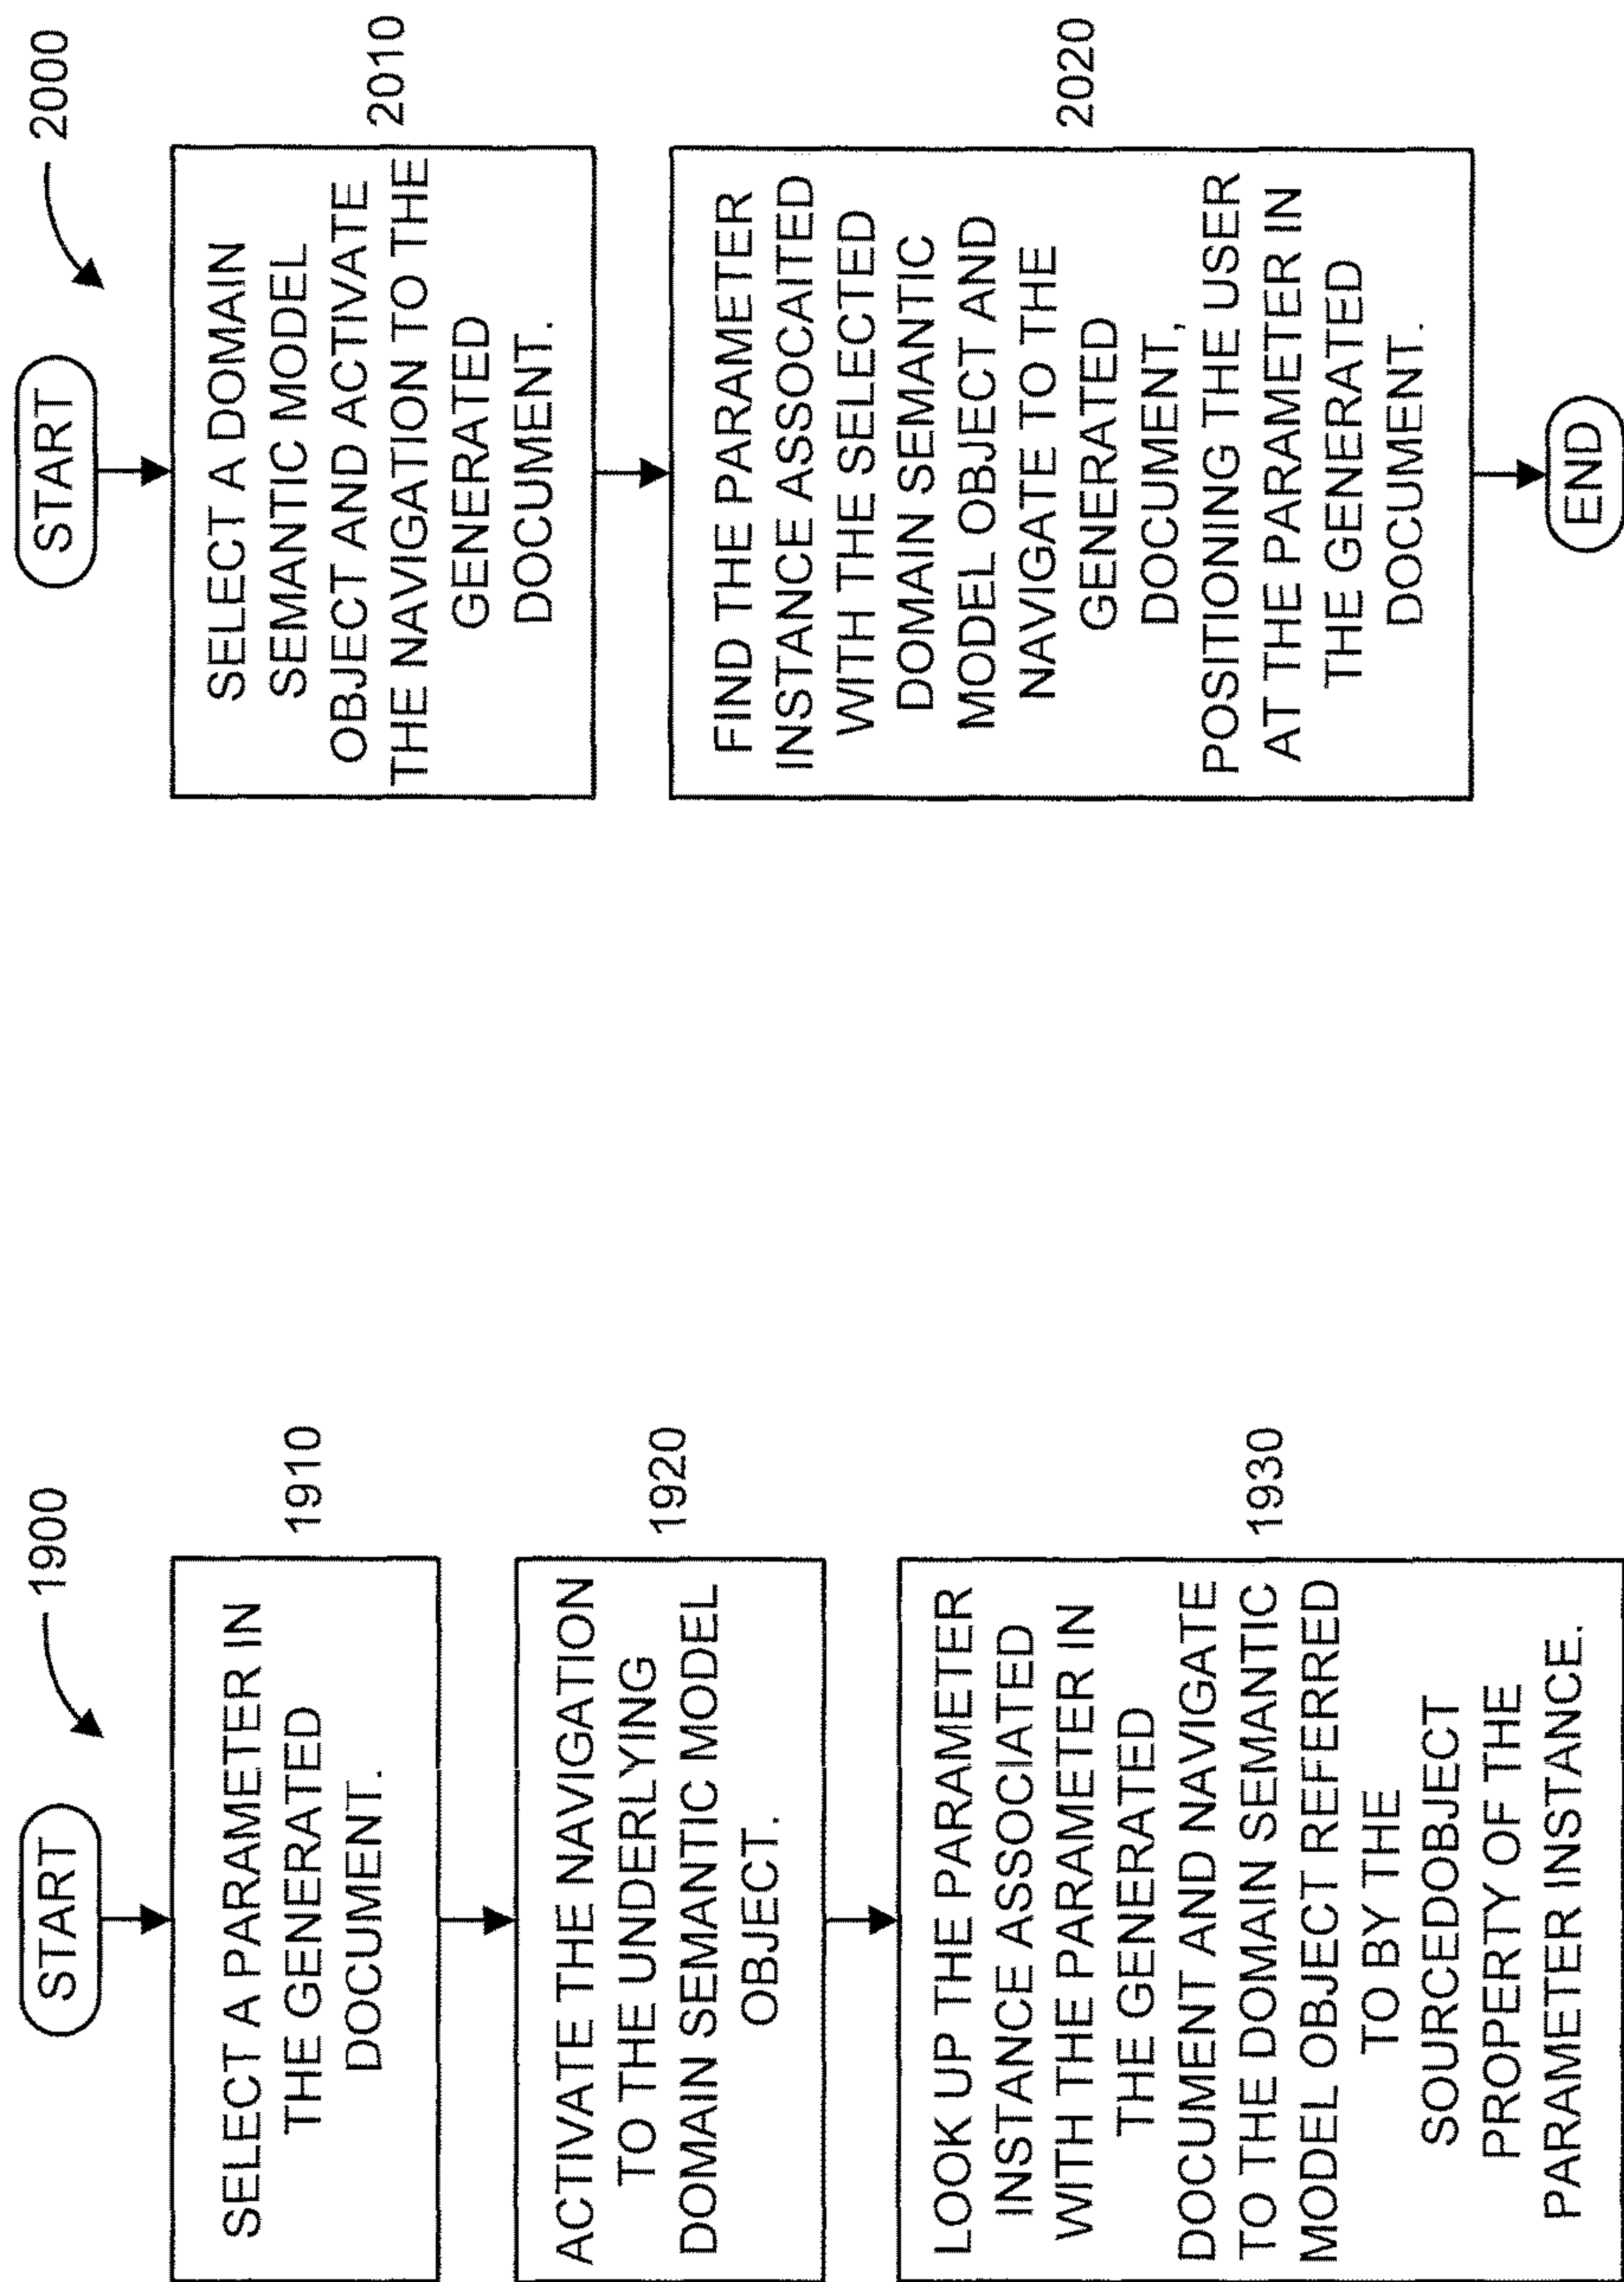 1900
START
SELECT A PARAMETER IN
THE GENERATED
DOCUMENT.
1910
ACTIVATE THE NAVIGATION
TO THE UNDERLYING
DOMAIN SEMANTIC MODEL
OBJECT.
1920
LOOK UP THE PARAMETER
INSTANCE ASSOCIATED
WITH THE PARAMETER IN
THE GENERATED
DOCUMENT AND NAVIGATE
TO THE DOMAIN SEMANTIC
MODEL OBJECT REFERRED
TO BY THE
SOURCEDOBJECT
PROPERTY OF THE
PARAMETER INSTANCE.
1930
2000
START
SELECT A DOMAIN
SEMANTIC MODEL
OBJECT AND ACTIVATE
THE NAVIGATION TO THE
GENERATED
DOCUMENT.
2010
FIND THE PARAMETER
INSTANCE ASSOCAITED
WITH THE SELECTED
DOMAIN SEMANTIC
MODEL OBJECT AND
NAVIGATE TO THE
GENERATED
DOCUMENT,
POSITIONING THE USER
AT THE PARAMETER IN
THE GENERATED
DOCUMENT.
2020
END